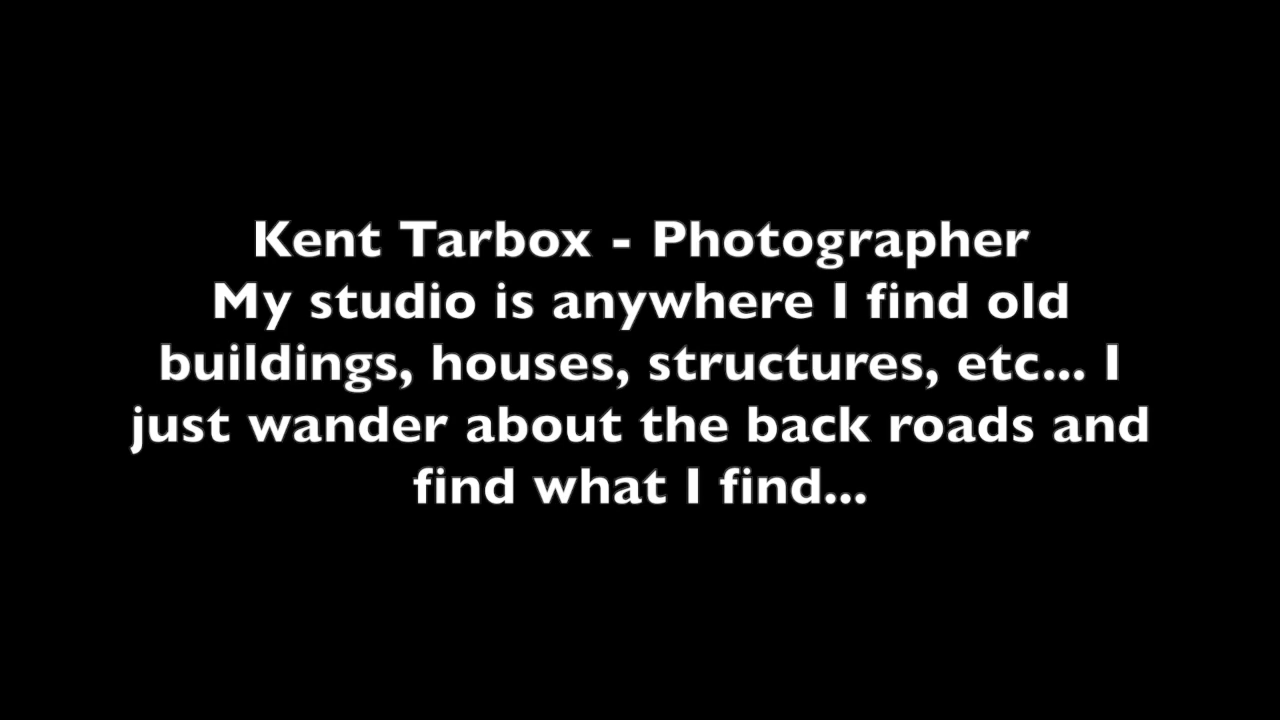 Kent Tarbox - Photographer
My studio is anywhere I find old
buildings, houses, structures, etc... I
just wander about the back roads and
find what I find...